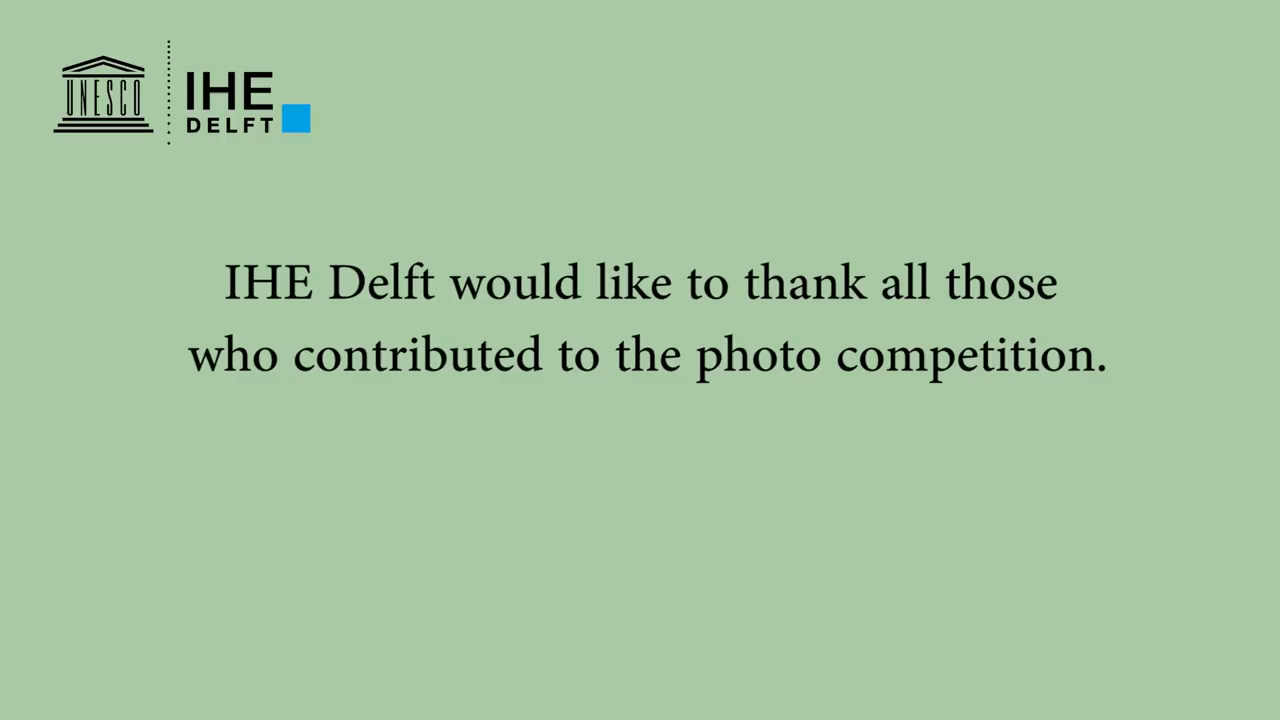 UNESCO
IHE
DELFT
IHE Delft would like to thank all those
who contributed to the photo competition.